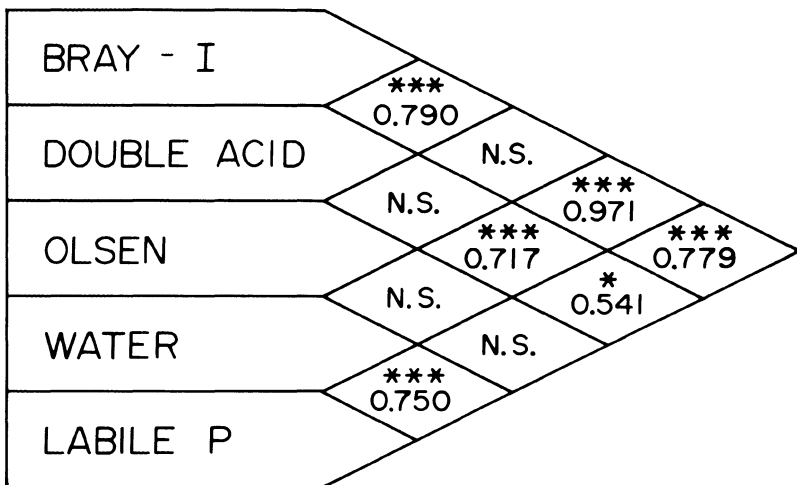 BRAY - I
***
0.790
DOUBLE ACID
N.S.
***
0.971
N.S.
OLSEN
***
0.717
***
0.779
N.S.
*
0.541
WATER
N.S.
***
0.750
LABILE P